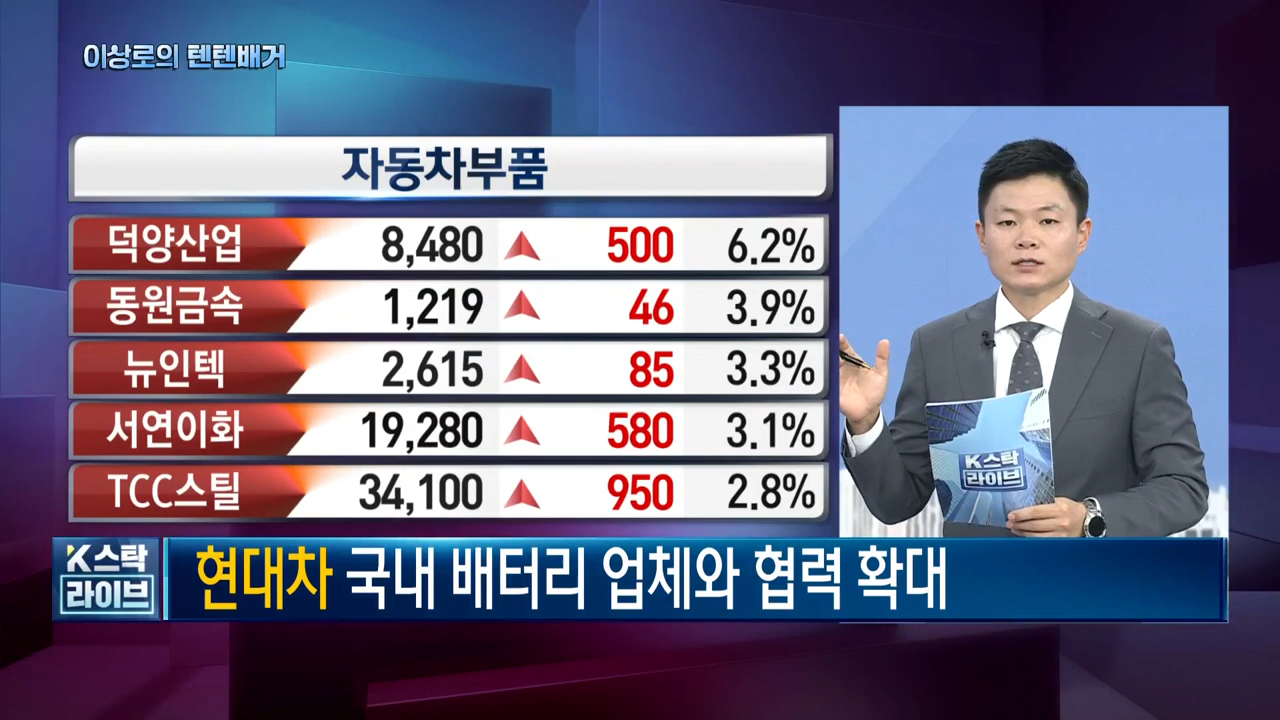 이상로의 텐텐배거
자동차부품
덕양산업 8,480 ▲ 500 6.2%
동원금속 1,219 ▲ 46 3.9%
뉴인텍 2,615 ▲ 85 3.3%
서연이화 19,280 ▲ 580 3.1%
TCC스틸 34,100 ▲ 950 2.8%
K스탁
라이브
K스탁
라이브
현대차 국내 배터리 업체와 협력 확대